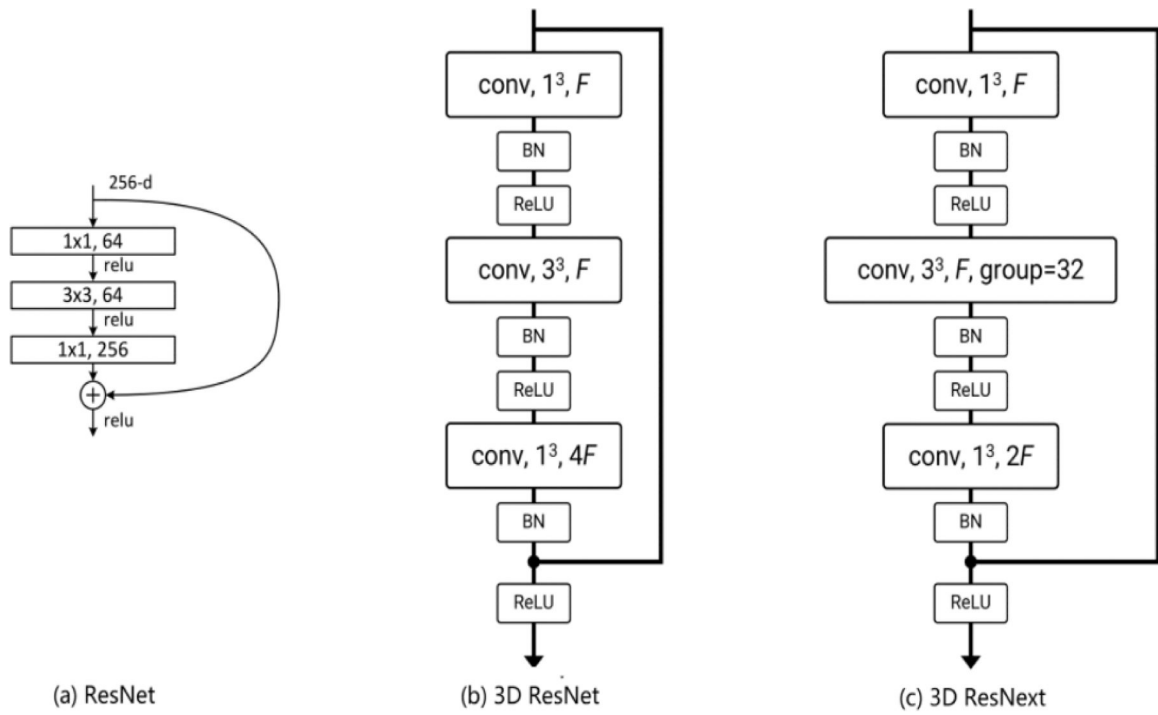 256-d
1x1, 64
relu
3x3, 64
relu
1x1, 256
+
relu
(a) ResNet
conv, 1³, F
BN
ReLU
conv, 3³, F
BN
ReLU
conv, 1³, 4F
BN
ReLU
(b) 3D ResNet
conv, 1³, F
BN
ReLU
conv, 3³, F, group=32
BN
ReLU
conv, 1³, 2F
BN
ReLU
(c) 3D ResNext